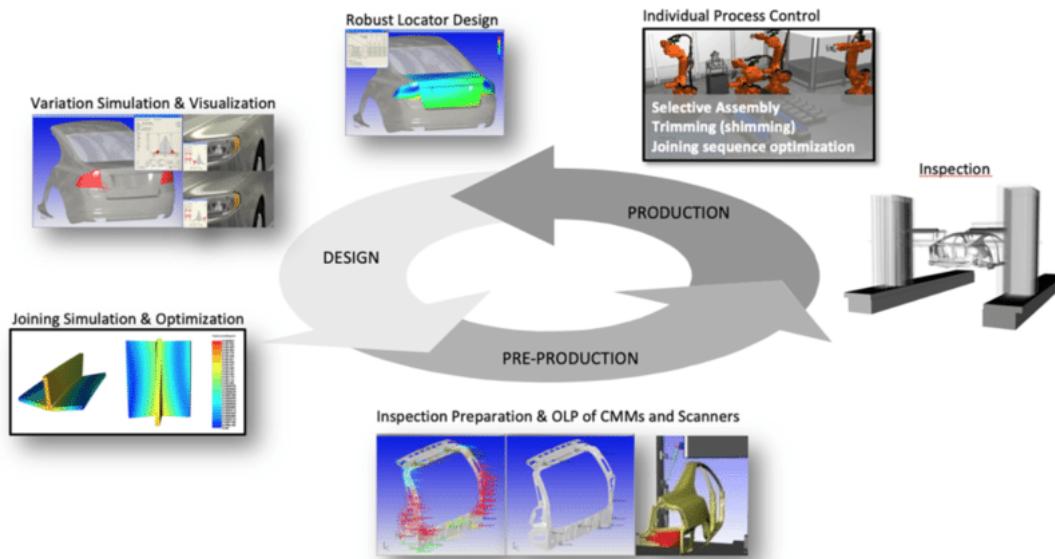 Robust Locator Design
Individual Process Control
Variation Simulation & Visualization
Selective Assembly
Trimming (shimming)
Joining sequence optimization
Inspection
PRODUCTION
DESIGN
Joining Simulation & Optimization
PRE-PRODUCTION
Inspection Preparation & OLP of CMMs and Scanners